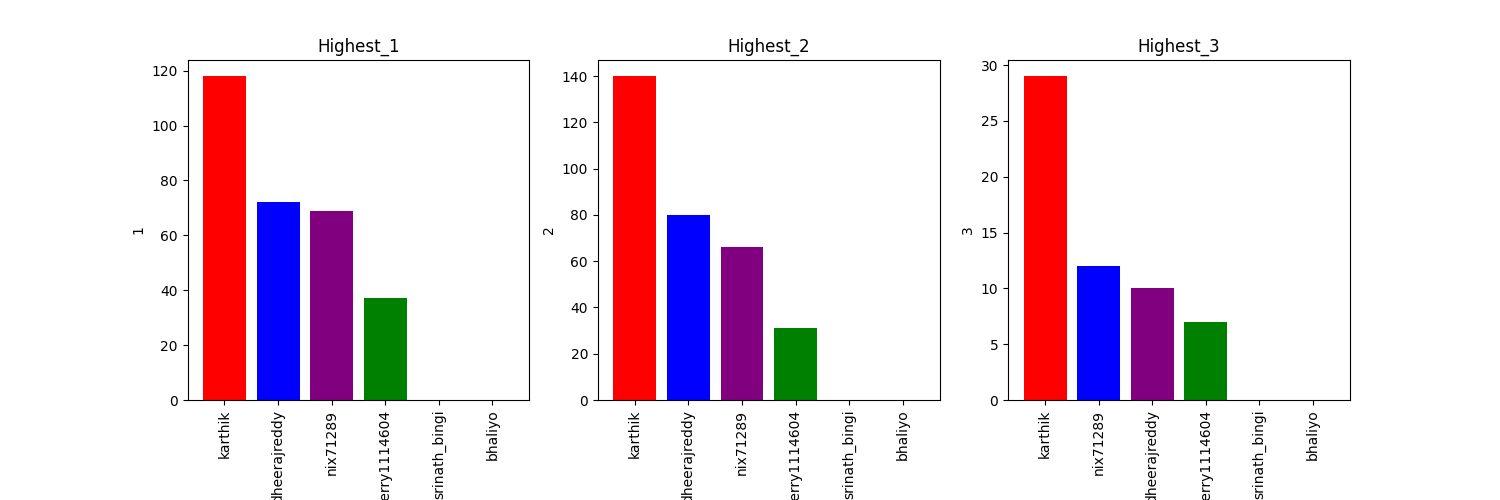 Highest_1
120
100
80
60
40
20
0
1
karthik
dheerajreddy
nix71289
erry1114604
srinath_bingi
bhaliyo
Highest_2
140
120
100
80
60
40
20
0
2
karthik
dheerajreddy
nix71289
erry1114604
srinath_bingi
bhaliyo
Highest_3
30
25
20
15
10
5
0
3
karthik
nix71289
dheerajreddy
erry1114604
srinath_bingi
bhaliyo